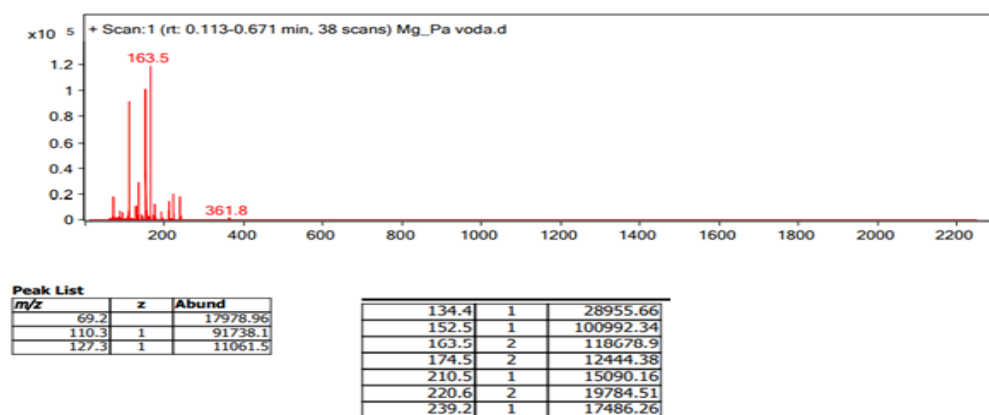 + Scan:1 (rt: 0.113-0.671 min, 38 scans) Mg_Pa voda.d
x10 5
163.5
1.2
1
0.8
0.6
0.4
0.2
0
361.8
200 400 600 800 1000 1200 1400 1600 1800 2000 2200
Peak List
m/z z Abund
69.2 17978.96
110.3 1 91738.1
127.3 1 11061.5
134.4 1 28955.66
152.5 1 100992.34
163.5 2 118678.9
174.5 2 12444.38
210.5 1 15090.16
220.6 2 19784.51
239.2 1 17486.26